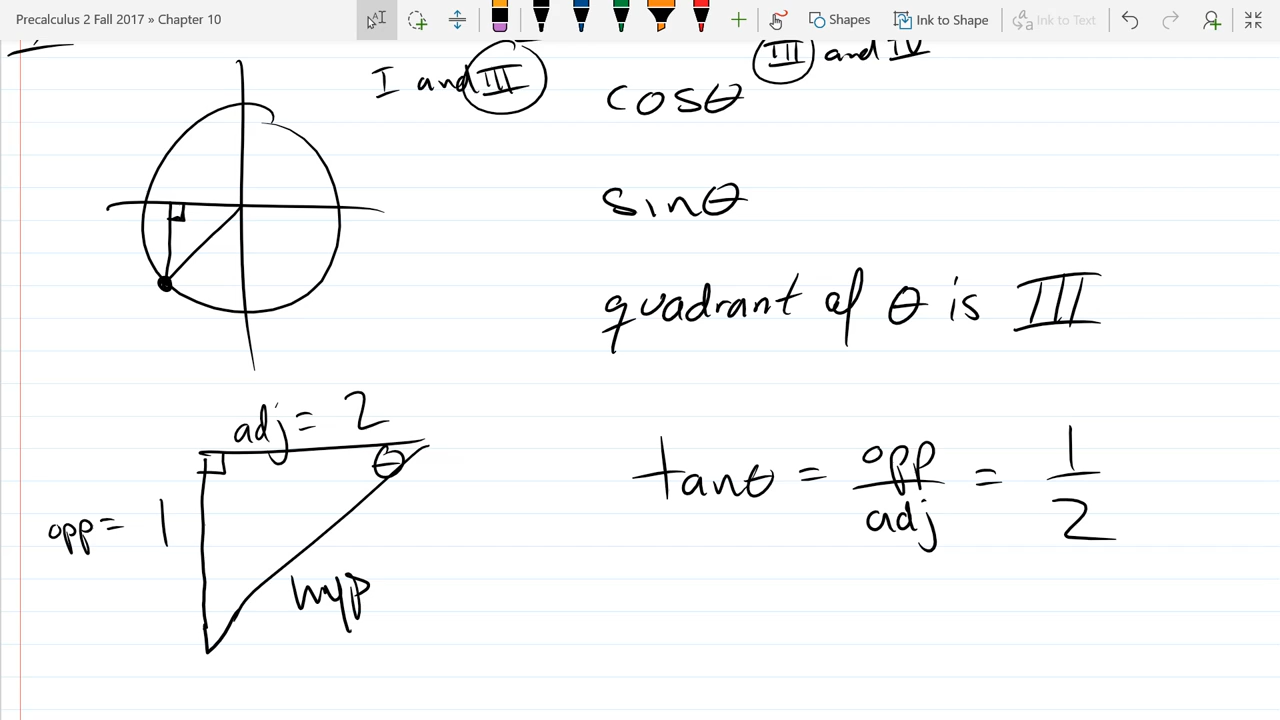 Precalculus 2 Fall 2017 » Chapter 10
Shapes
Ink to Shape
Ink to Text
I and III
III and IV
cosθ
sinθ
quadrant of θ is III
adj = 2
θ
opp = 1
hyp
tanθ = opp/adj = 1/2